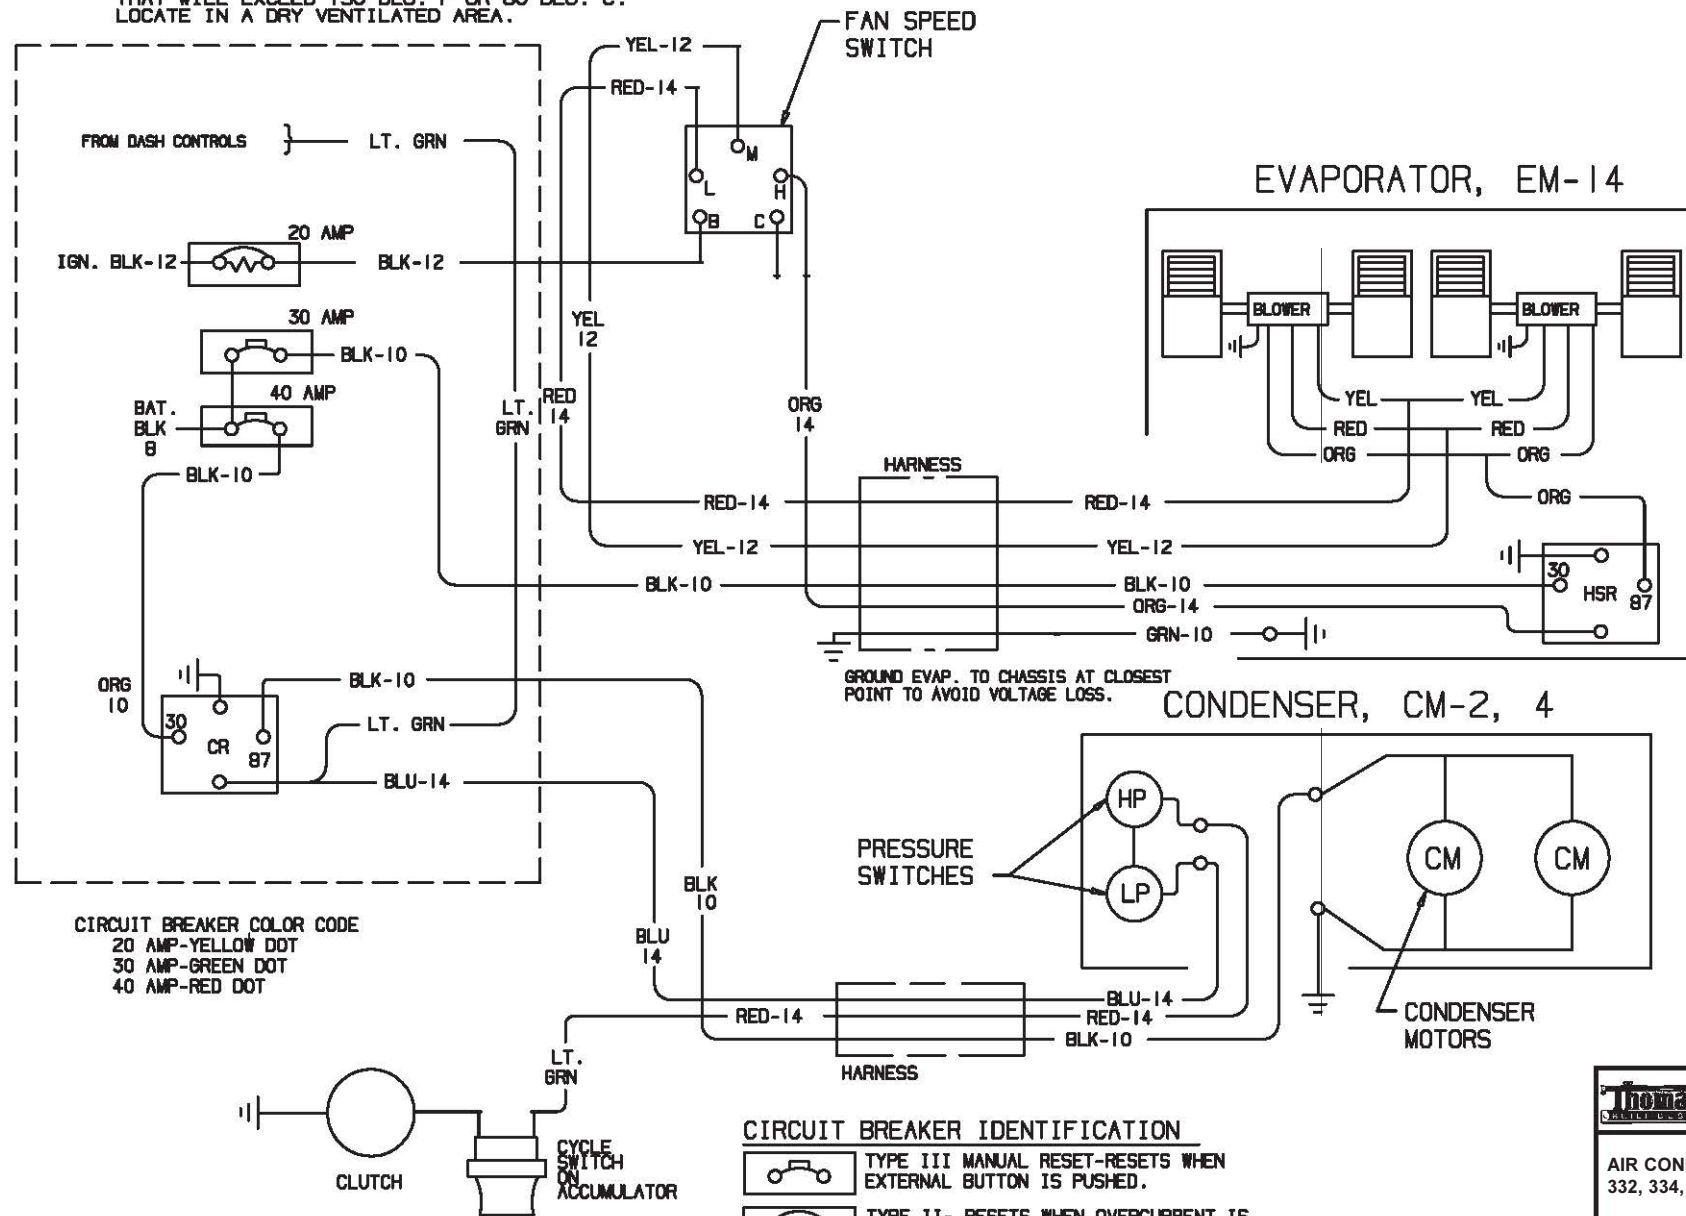 LOCATE IN A DRY VENTILATED AREA.
FAN SPEED
SWITCH
YEL-12
RED-14
FROM DASH CONTROLS
LT. GRN
M
L
H
B
C
20 AMP
IGN. BLK-12
BLK-12
30 AMP
BLK-10
40 AMP
BAT.
BLK
8
BLK-10
LT.
GRN
RED
14
YEL
12
ORG
14
EVAPORATOR, EM-14
BLOWER
BLOWER
YEL
YEL
RED
RED
ORG
ORG
ORG
HARNESS
RED-14
RED-14
YEL-12
YEL-12
BLK-10
BLK-10
ORG-14
GRN-10
30
HSR
87
GROUND EVAP. TO CHASSIS AT CLOSEST
POINT TO AVOID VOLTAGE LOSS.
ORG
10
BLK-10
LT. GRN
30
CR
87
BLU-14
CONDENSER, CM-2, 4
HP
LP
PRESSURE
SWITCHES
CM
CM
BLK
10
BLU
14
CIRCUIT BREAKER COLOR CODE
20 AMP-YELLOW DOT
30 AMP-GREEN DOT
40 AMP-RED DOT
BLU-14
RED-14
RED-14
BLK-10
HARNESS
CONDENSER
MOTORS
LT.
GRN
CLUTCH
CYCLE
SWITCH
ON
ACCUMULATOR
CIRCUIT BREAKER IDENTIFICATION
TYPE III MANUAL RESET-RESETS WHEN
EXTERNAL BUTTON IS PUSHED.
TYPE II- RESETS WHEN OVERCURRENT IS
Thoma
AIR CON
332, 334,